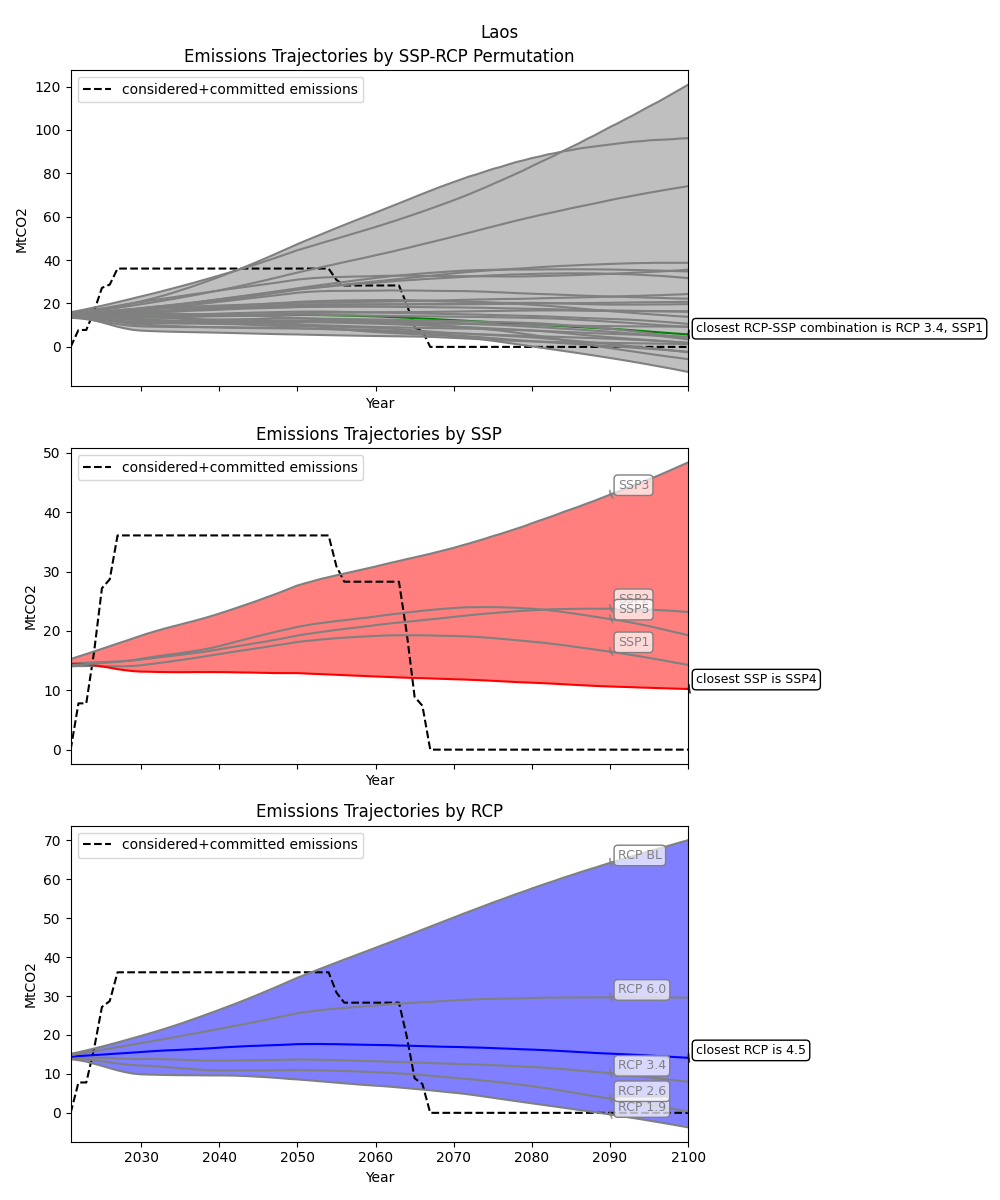 Laos
Emissions Trajectories by SSP-RCP Permutation
considered+committed emissions
120
100
80
60
40
20
0
MtCO2
closest RCP-SSP combination is RCP 3.4, SSP1
Year
Emissions Trajectories by SSP
considered+committed emissions
50
40
30
20
10
0
MtCO2
SSP3
SSP2
SSP5
SSP1
closest SSP is SSP4
Year
Emissions Trajectories by RCP
considered+committed emissions
70
60
50
40
30
20
10
0
MtCO2
RCP BL
RCP 6.0
closest RCP is 4.5
RCP 3.4
RCP 2.6
RCP 1.9
2030 2040 2050 2060 2070 2080 2090 2100
Year